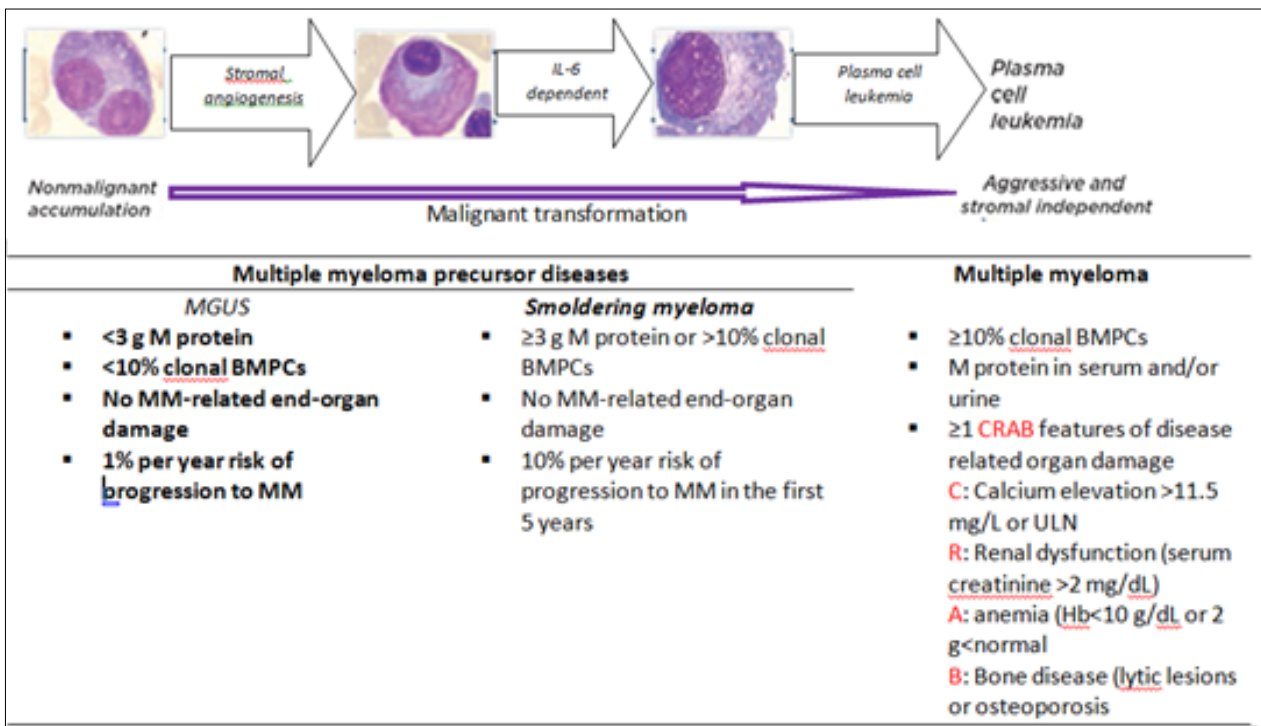 Stromal
angiogenesis
IL-6
dependent
Plasma cell
leukemia
Plasma
cell
leukemia
Nonmalignant
accumulation
Malignant transformation
Aggressive and
stromal independent
Multiple myeloma precursor diseases
Multiple myeloma
MGUS
▪ <3 g M protein
▪ <10% clonal BMPCs
▪ No MM-related end-organ
damage
▪ 1% per year risk of
progression to MM
Smoldering myeloma
▪ ≥3 g M protein or >10% clonal
BMPCs
▪ No MM-related end-organ
damage
▪ 10% per year risk of
progression to MM in the first
5 years
▪ ≥10% clonal BMPCs
▪ M protein in serum and/or
urine
▪ ≥1 CRAB features of disease
related organ damage
C: Calcium elevation >11.5
mg/L or ULN
R: Renal dysfunction (serum
creatinine >2 mg/dL)
A: anemia (Hb<10 g/dL or 2
g<normal
B: Bone disease (lytic lesions
or osteoporosis